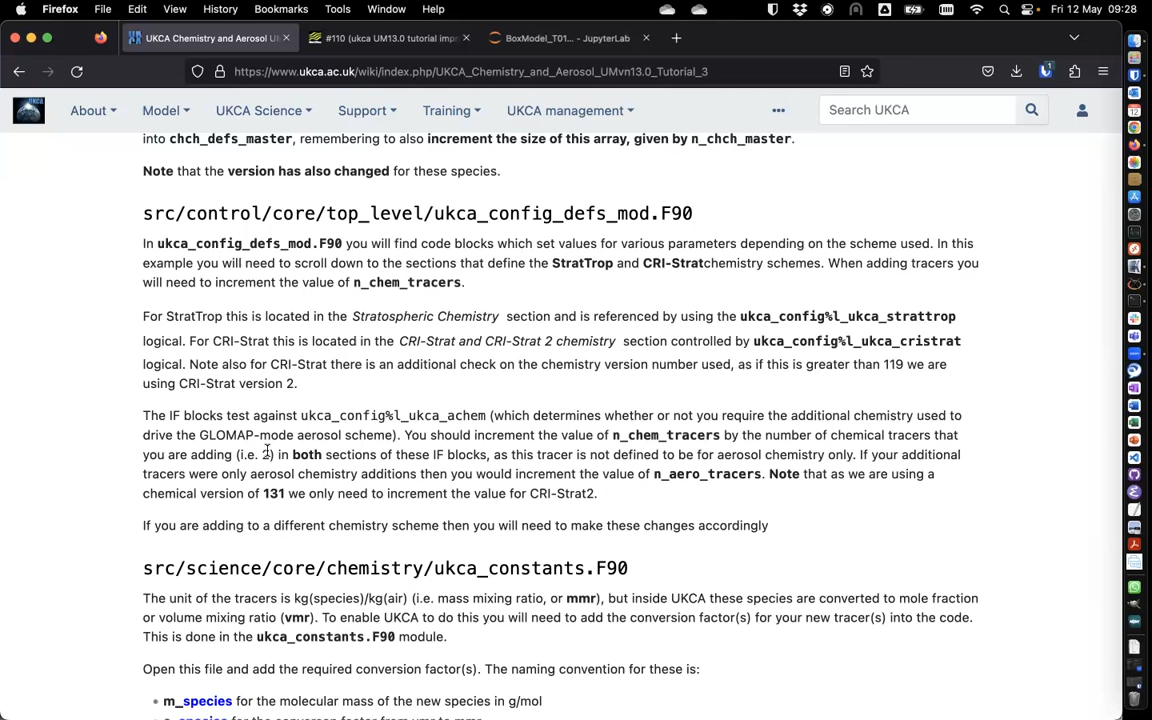 Firefox File Edit View History Bookmarks Tools Window Help Fri 12 May 09:28
UKCA Chemistry and Aerosol U
#110 (ukca UM13.0 tutorial imp
BoxModel_T01... - JupyterLab
https://www.ukca.ac.uk/wiki/index.php/UKCA_Chemistry_and_Aerosol_UMvn13.0_Tutorial_3
About Model UKCA Science Support Training UKCA management Search UKCA
into chch_defs_master, remembering to also increment the size of this array, given by n_chch_master.
Note that the version has also changed for these species.
src/control/core/top_level/ukca_config_defs_mod.F90
In ukca_config_defs_mod.F90 you will find code blocks which set values for various parameters depending on the scheme used. In this
example you will need to scroll down to the sections that define the StratTrop and CRI-Stratchemistry schemes. When adding tracers you
will need to increment the value of n_chem_tracers.
For StratTrop this is located in the Stratospheric Chemistry section and is referenced by using the ukca_config%l_ukca_strattrop
logical. For CRI-Strat this is located in the CRI-Strat and CRI-Strat 2 chemistry section controlled by ukca_config%l_ukca_cristrat
logical. Note also for CRI-Strat there is an additional check on the chemistry version number used, as if this is greater than 119 we are
using CRI-Strat version 2.
The IF blocks test against ukca_config%l_ukca_achem (which determines whether or not you require the additional chemistry used to
drive the GLOMAP-mode aerosol scheme). You should increment the value of n_chem_tracers by the number of chemical tracers that
you are adding (i.e. 2) in both sections of these IF blocks, as this tracer is not defined to be for aerosol chemistry only. If your additional
tracers were only aerosol chemistry additions then you would increment the value of n_aero_tracers. Note that as we are using a
chemical version of 131 we only need to increment the value for CRI-Strat2.
If you are adding to a different chemistry scheme then you will need to make these changes accordingly
src/science/core/chemistry/ukca_constants.F90
The unit of the tracers is kg(species)/kg(air) (i.e. mass mixing ratio, or mmr), but inside UKCA these species are converted to mole fraction
or volume mixing ratio (vmr). To enable UKCA to do this you will need to add the conversion factor(s) for your new tracer(s) into the code.
This is done in the ukca_constants.F90 module.
Open this file and add the required conversion factor(s). The naming convention for these is:
m_species for the molecular mass of the new species in g/mol